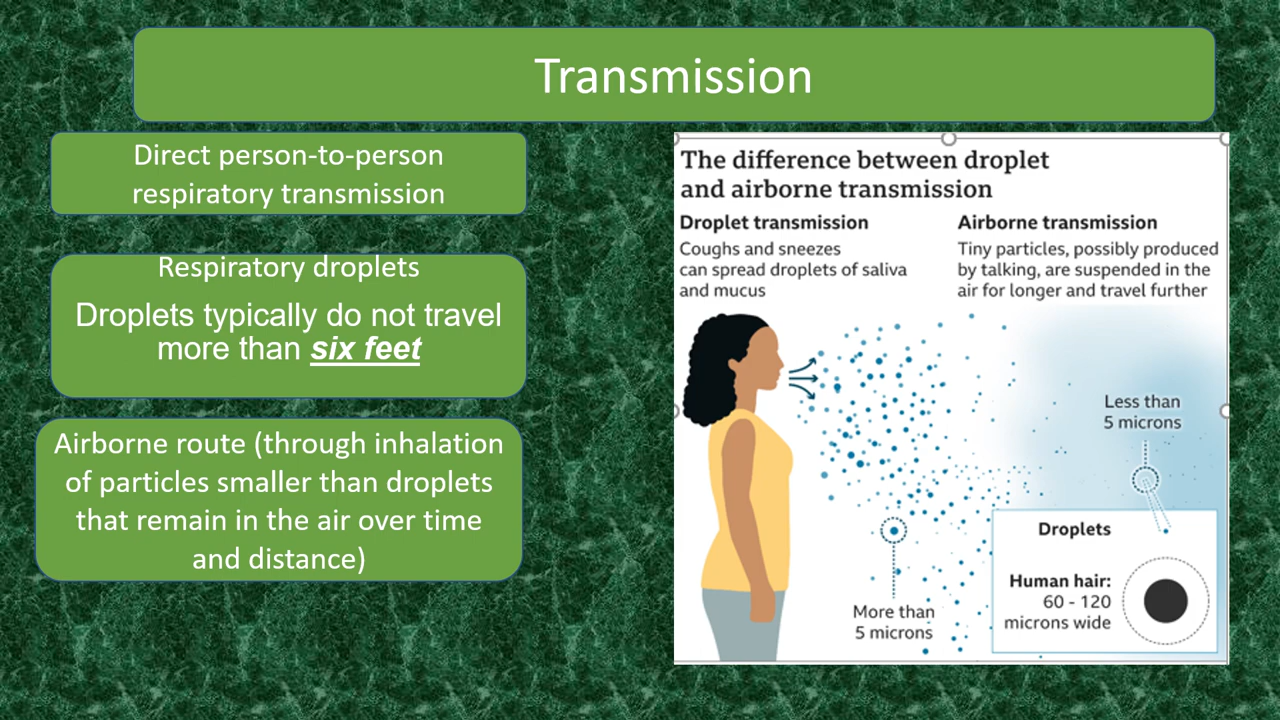 Transmission
Direct person-to-person
respiratory transmission
Respiratory droplets
Droplets typically do not travel
more than six feet
Airborne route (through inhalation
of particles smaller than droplets
that remain in the air over time
and distance)
The difference between droplet
and airborne transmission
Droplet transmission
Coughs and sneezes
can spread droplets of saliva
and mucus
Airborne transmission
Tiny particles, possibly produced
by talking, are suspended in the
air for longer and travel further
Less than
5 microns
More than
5 microns
Droplets
Human hair:
60 - 120
microns wide